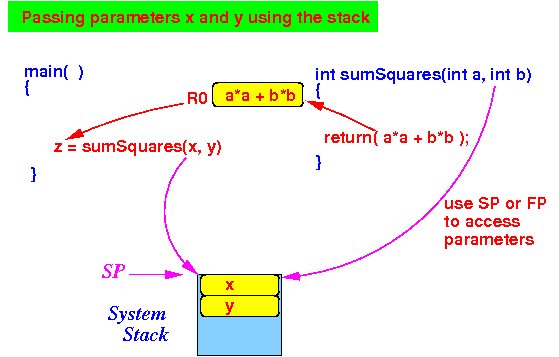 Passing parameters x and y using the stack
main( )
{
z = sumSquares(x, y)
}
R0
a*a + b*b
int sumSquares(int a, int b)
{
return( a*a + b*b );
}
use SP or FP
to access
parameters
SP
x
y
System
Stack